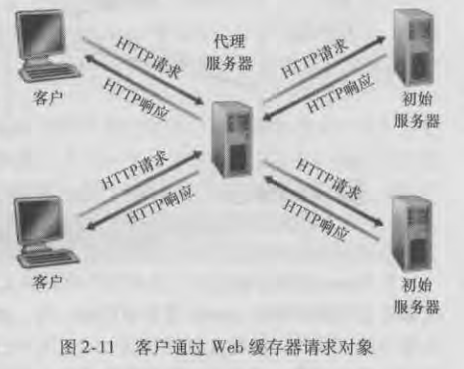 HTTP请求
HTTP响应
代理
服务器
HTTP请求
HTTP响应
客户
初始
服务器
HTTP请求
HTTP响应
HTTP请求
HTTP响应
客户
初始
服务器
图 2-11 客户通过 Web 缓存器请求对象